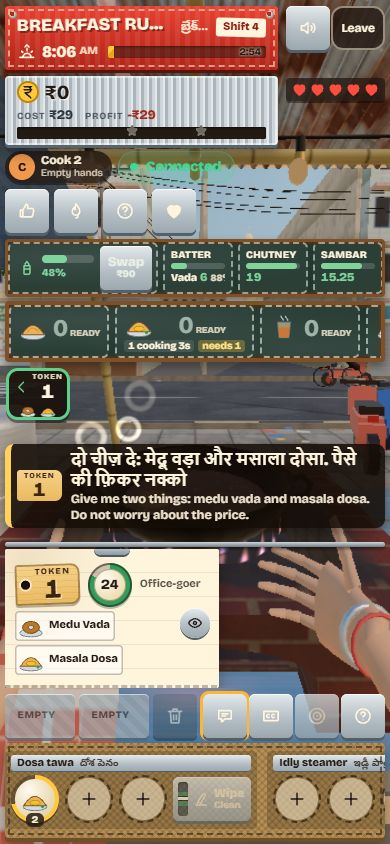 BREAKFAST RU...
Shift 4
8:06 AM
2:54
Leave
₹ ₹0
COST ₹29 PROFIT -₹29
C
Cook 2
Empty hands
Connected
48%
Swap
₹90
BATTER
Vada 6 88°
CHUTNEY
19
SAMBAR
15.25
0 READY
0 READY
1 cooking 3s needs 1
0 READY
TOKEN
1
TOKEN
1
दो चीज़ दे: मेदू वड़ा और मसाला दोसा. पैसे
की फ़िकर नक्को
Give me two things: medu vada and masala dosa.
Do not worry about the price.
TOKEN
1
24
Office-goer
Medu Vada
Masala Dosa
EMPTY
EMPTY
CC
?
Dosa tawa దోశ పెనం
Idly steamer
2
Wipe
Clean